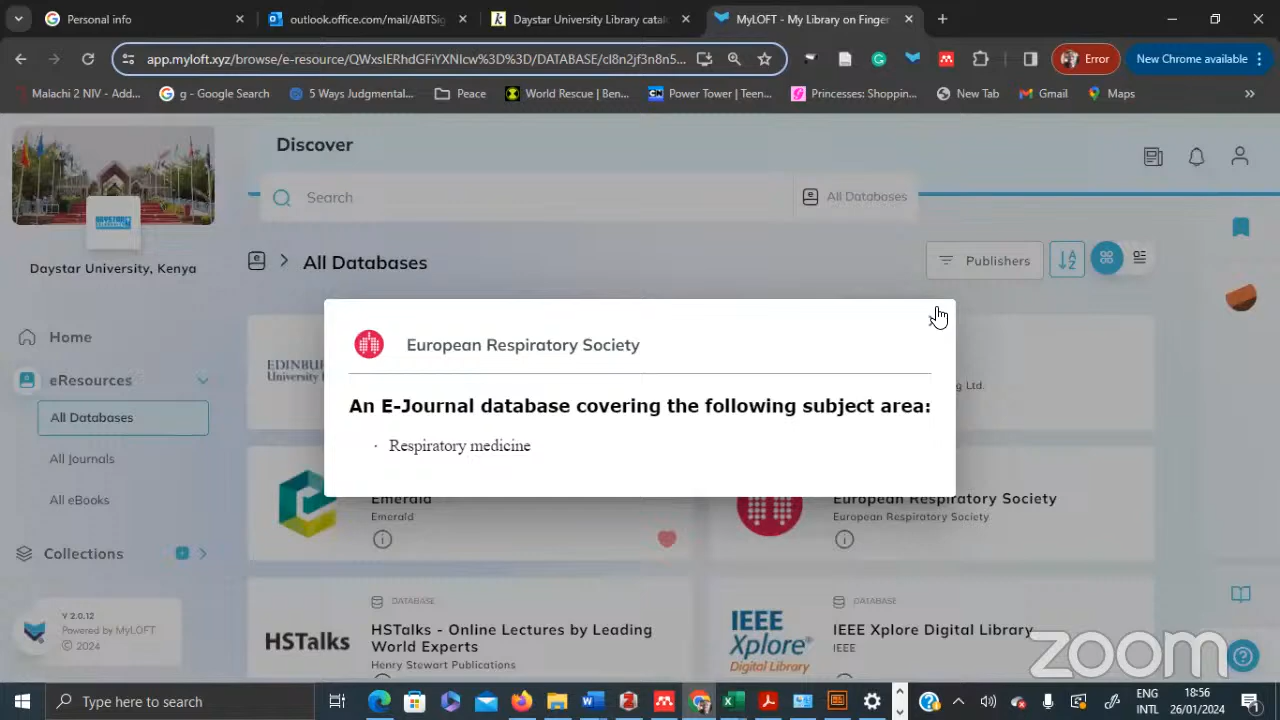 Personal info
outlook.office.com/mail/ABTSig
Daystar University Library cata
MyLOFT - My Library on Finger
app.myloft.xyz/browse/e-resource/QWxsIERhdGFiYXNlcw%3D%3D/DATABASE/cl8n2jf3n8n5...
Error
New Chrome available
Malachi 2 NIV - Add...
g - Google Search
5 Ways Judgmental...
Peace
World Rescue | Ben...
Power Tower | Teen...
Princesses: Shoppin...
New Tab
Gmail
Maps
Discover
Search
All Databases
DAYSTAR
Daystar University, Kenya
All Databases
Publishers
Home
eResources
All Databases
All Journals
All eBooks
Collections
V 2.0.12
Powered by MyLOFT
© 2024
EDINBUR
g Ltd.
European Respiratory Society
An E-Journal database covering the following subject area:
· Respiratory medicine
Emerald
Emerald
European Respiratory Society
European Respiratory Society
HSTalks
DATABASE
HSTalks - Online Lectures by Leading
World Experts
Henry Stewart Publications
IEEE
Xplore®
Digital Library
DATABASE
IEEE Xplore Digital Library
IEEE
zoom
Type here to search
ENG
INTL
18:56
26/01/2024